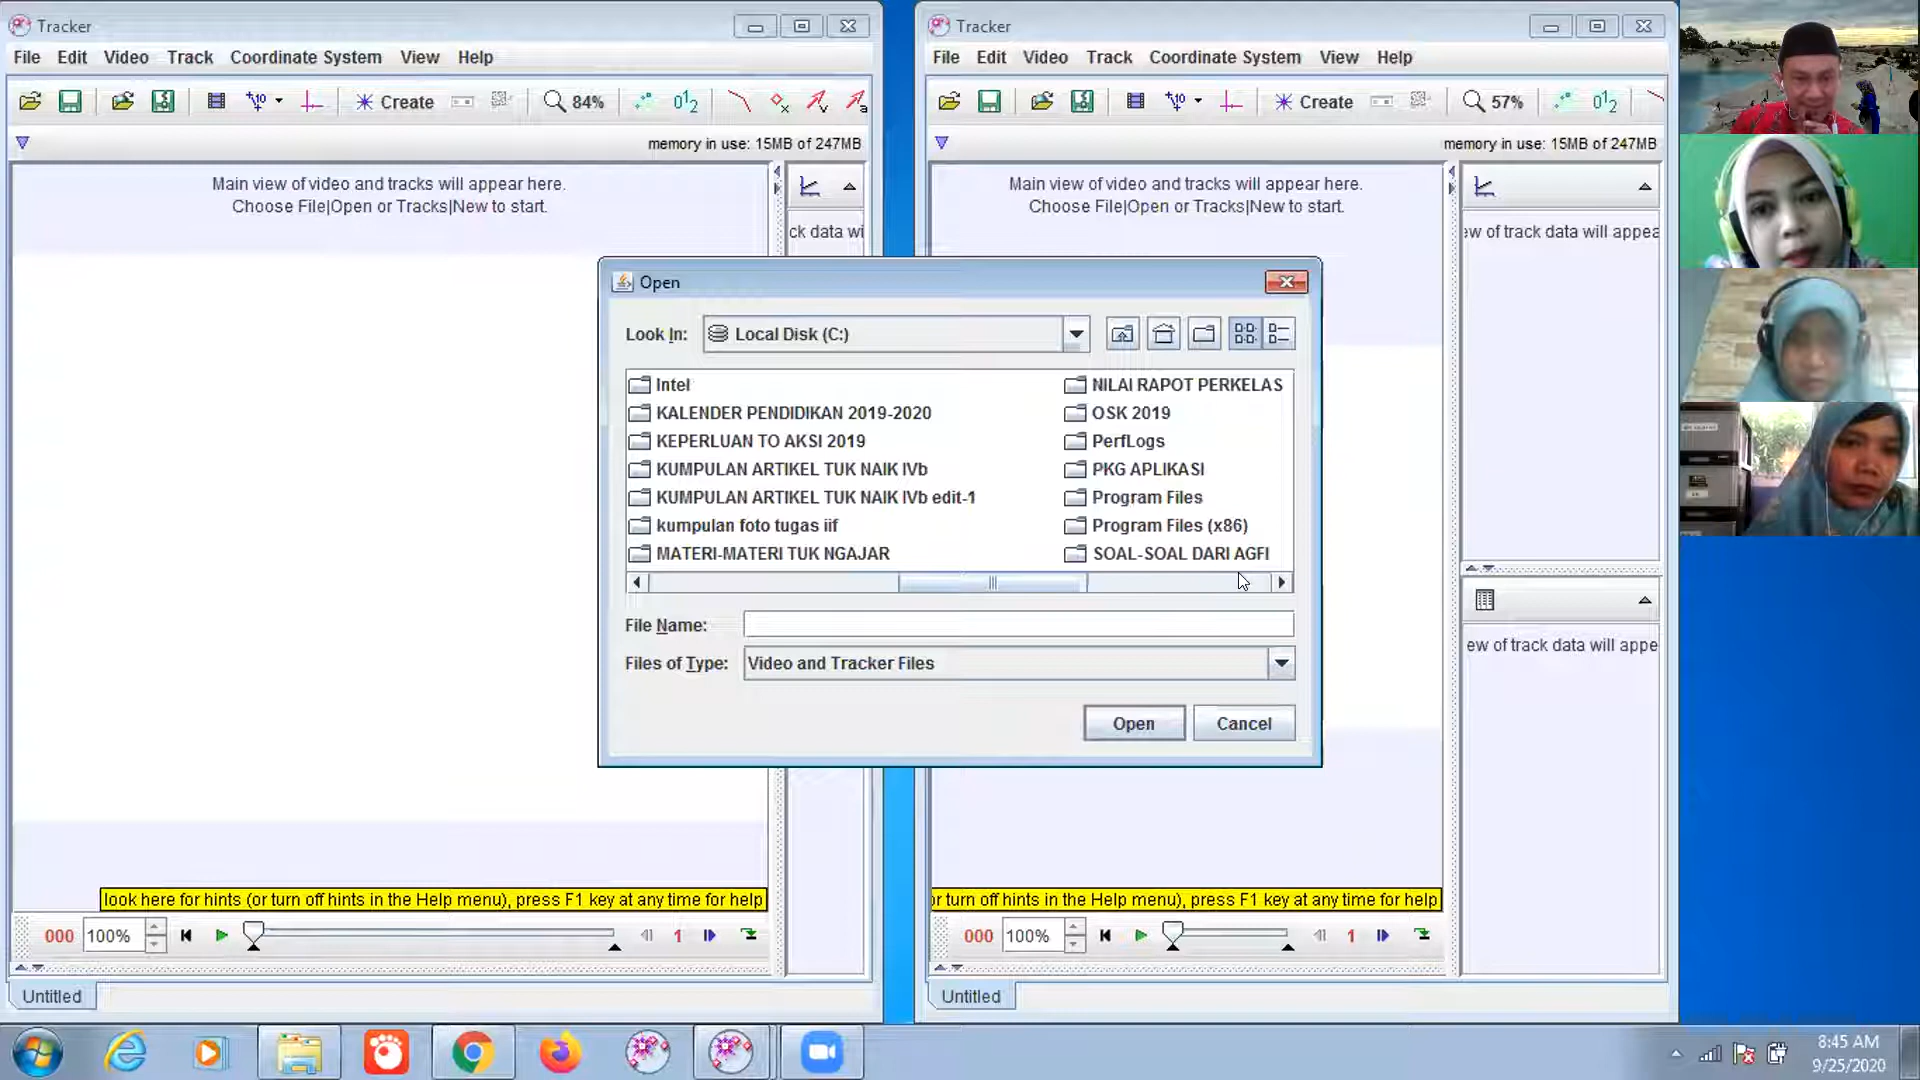 Tracker
File Edit Video Track Coordinate System View Help
Create 84%
memory in use: 15MB of 247MB
Main view of video and tracks will appear here.
Choose File|Open or Tracks|New to start.
ck data wi
look here for hints (or turn off hints in the Help menu), press F1 key at any time for help
000 100% 1
Untitled
Tracker
File Edit Video Track Coordinate System View Help
Create 57%
memory in use: 15MB of 247MB
Main view of video and tracks will appear here.
Choose File|Open or Tracks|New to start.
ew of track data will appea
ew of track data will appe
or turn off hints in the Help menu), press F1 key at any time for help
000 100% 1
Untitled
Open
Look In: Local Disk (C:)
Intel
KALENDER PENDIDIKAN 2019-2020
KEPERLUAN TO AKSI 2019
KUMPULAN ARTIKEL TUK NAIK IVb
KUMPULAN ARTIKEL TUK NAIK IVb edit-1
kumpulan foto tugas iif
MATERI-MATERI TUK NGAJAR
NILAI RAPOT PERKELAS
OSK 2019
PerfLogs
PKG APLIKASI
Program Files
Program Files (x86)
SOAL-SOAL DARI AGFI
File Name:
Files of Type: Video and Tracker Files
Open Cancel
8:45 AM
9/25/2020